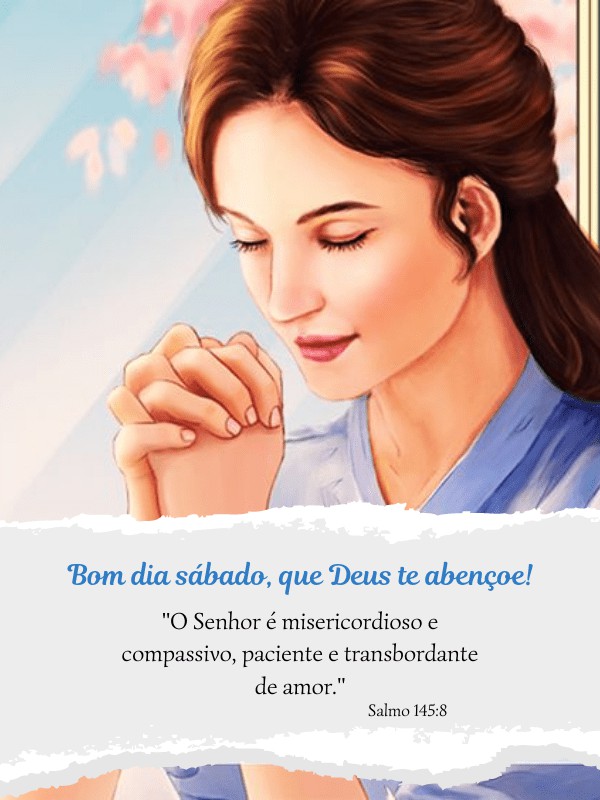 Bom dia sábado, que Deus te abençoe!
"O Senhor é misericordioso e
compassivo, paciente e transbordante
de amor."
Salmo 145:8